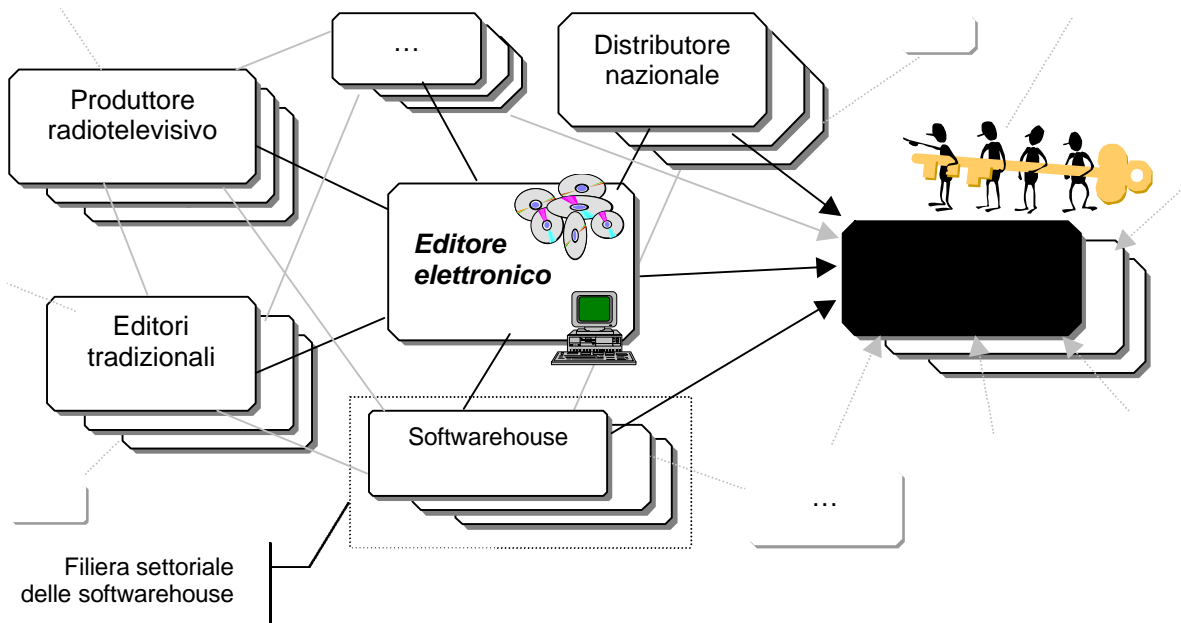 …
Distributore
nazionale
Produttore
radiotelevisivo
Editore
elettronico
Editori
tradizionali
Softwarehouse
…
Filiera settoriale
delle softwarehouse